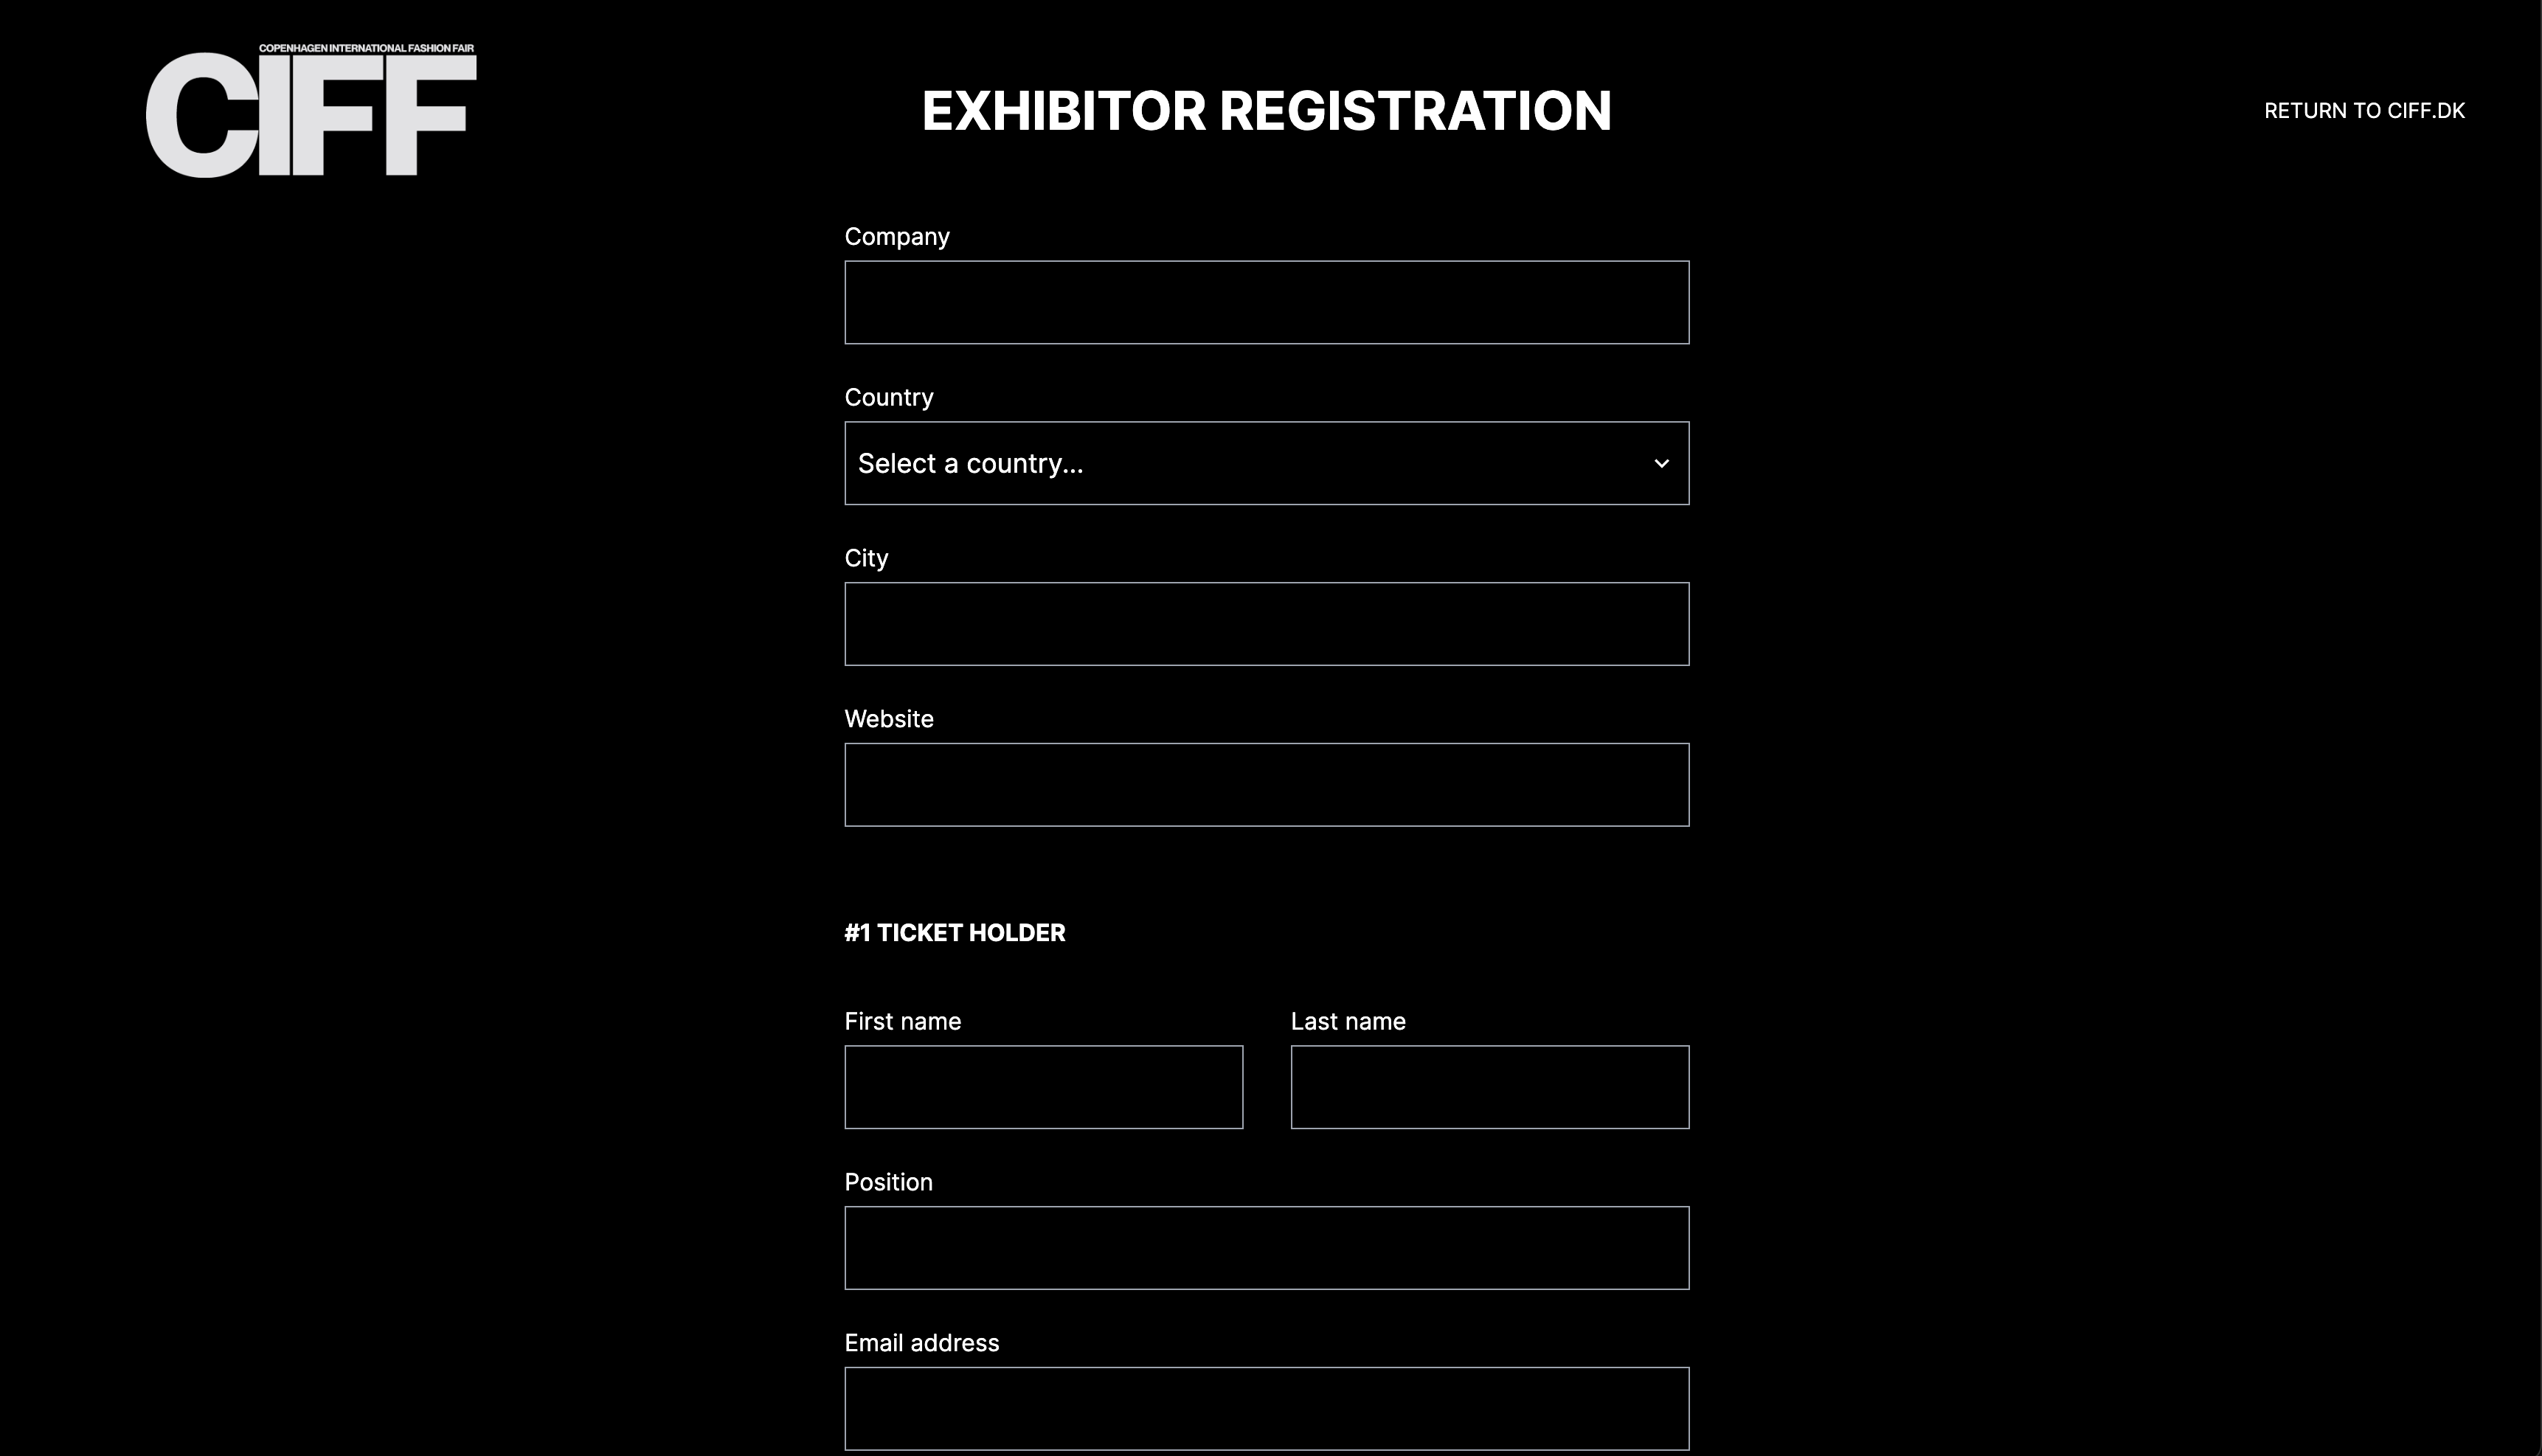 COPENHAGEN INTERNATIONAL FASHION FAIR
CIFF
EXHIBITOR REGISTRATION
RETURN TO CIFF.DK
Company
Country
Select a country...
City
Website
#1 TICKET HOLDER
First name
Last name
Position
Email address